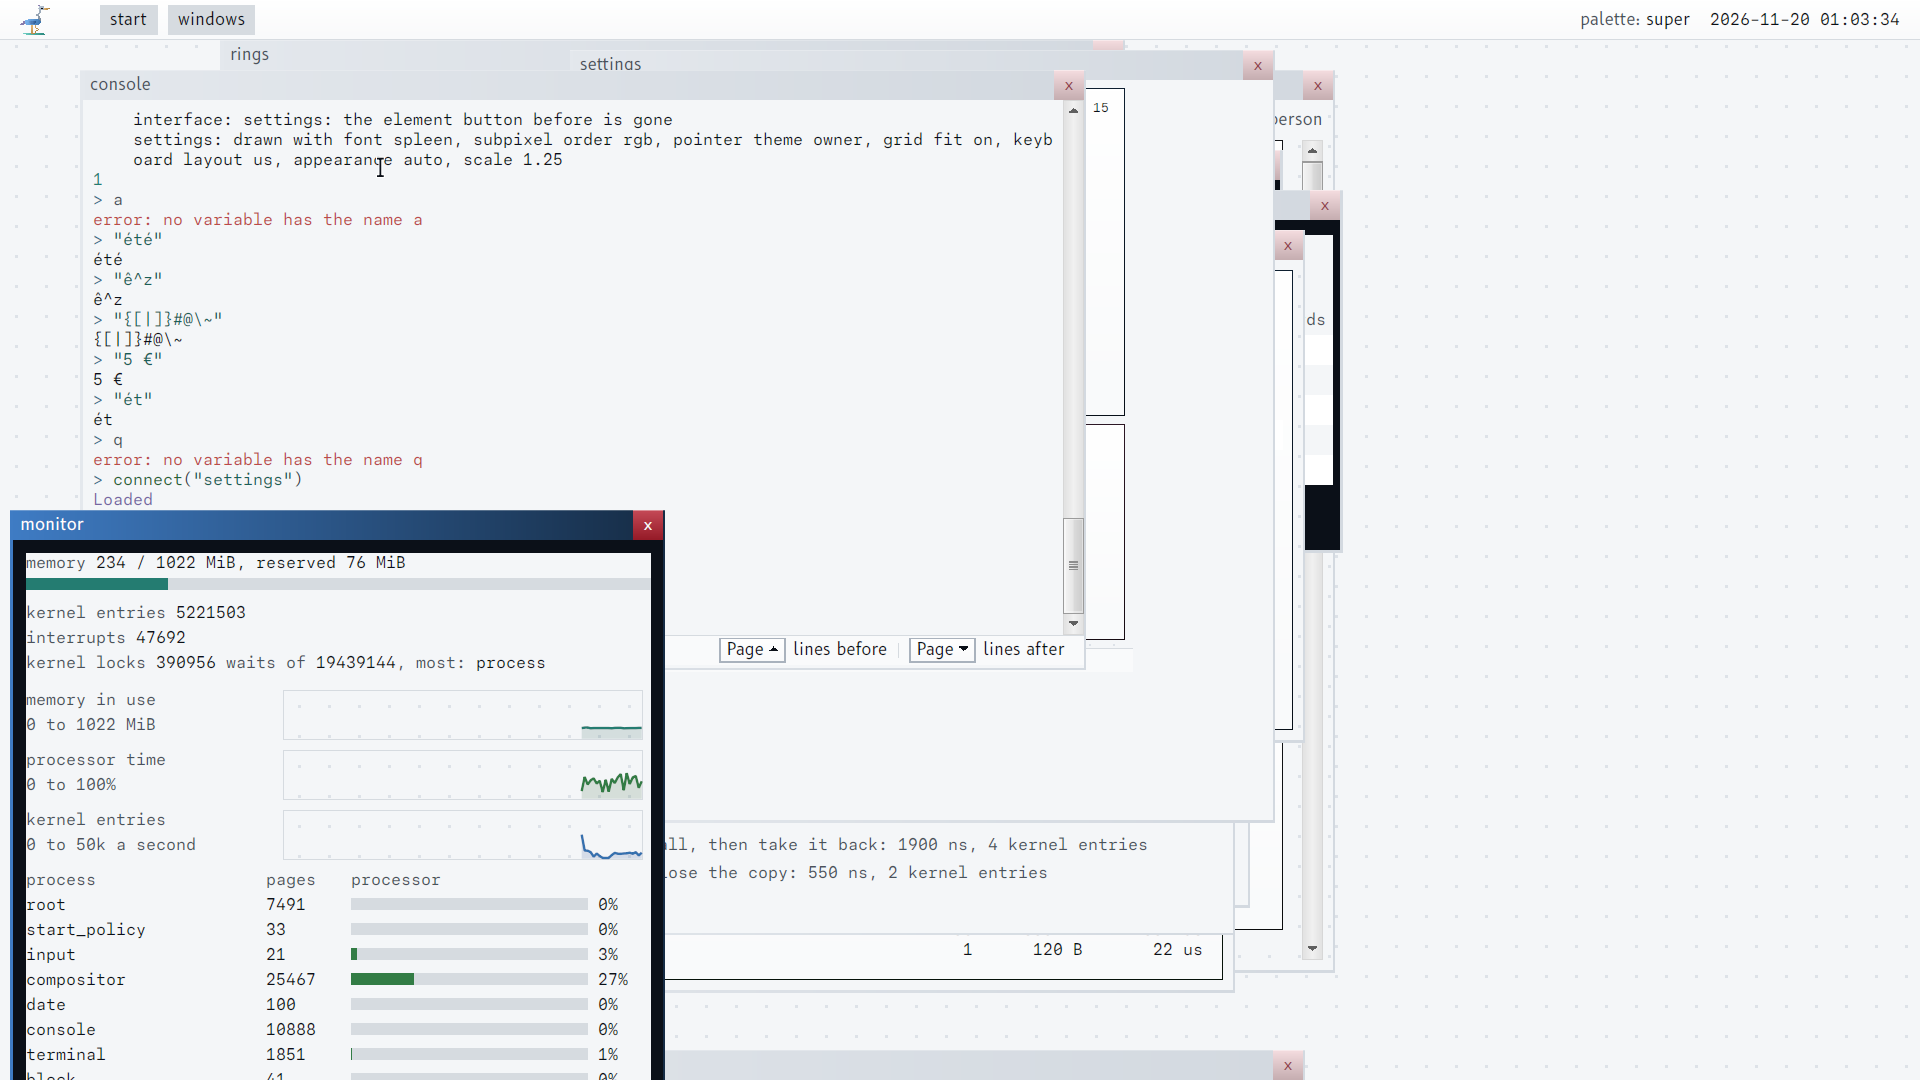 start windows palette: super 2026-11-20 01:03:34
rings
settings
console
interface: settings: the element button before is gone
settings: drawn with font spleen, subpixel order rgb, pointer theme owner, grid fit on, keyb
oard layout us, appearance auto, scale 1.25
1
> a
error: no variable has the name a
> "été"
été
> "ê^z"
ê^z
> "{[|]}#@\~"
{[|]}#@\~
> "5 €"
5 €
> "ét"
ét
> q
error: no variable has the name q
> connect("settings")
Loaded
Page lines before Page lines after
15
erson
ds
monitor
memory 234 / 1022 MiB, reserved 76 MiB
kernel entries 5221503
interrupts 47692
kernel locks 390956 waits of 19439144, most: process
memory in use
0 to 1022 MiB
processor time
0 to 100%
kernel entries
0 to 50k a second
process pages processor
root 7491 0%
start_policy 33 0%
input 21 3%
compositor 25467 27%
date 100 0%
console 10888 0%
terminal 1851 1%
block 41 0%
all, then take it back: 1900 ns, 4 kernel entries
lose the copy: 550 ns, 2 kernel entries
1 120 B 22 us